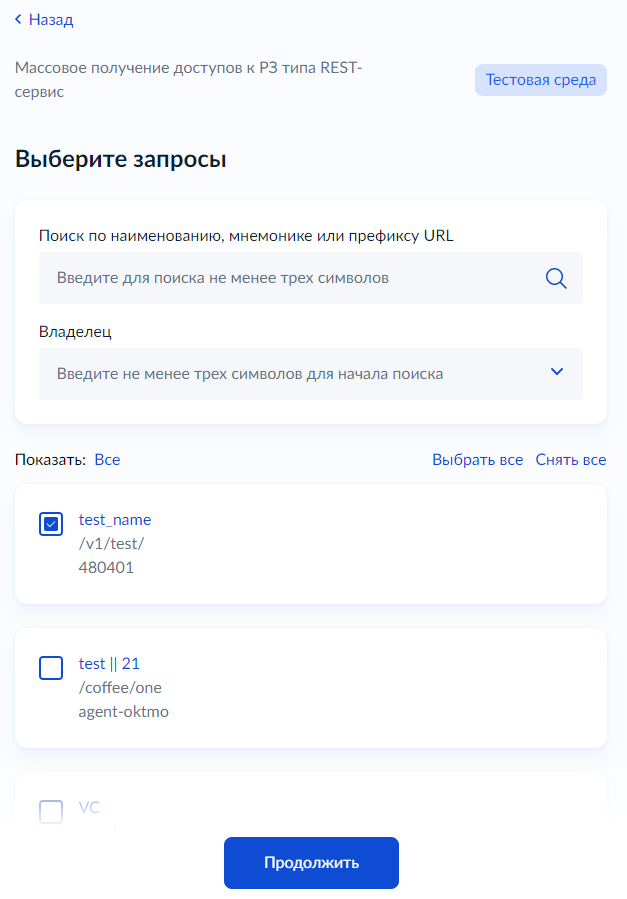 Назад
Массовое получение доступов к РЗ типа REST-
сервис
Тестовая среда
Выберите запросы
Поиск по наименованию, мнемонике или префиксу URL
Введите для поиска не менее трех символов
Владелец
Введите не менее трех символов для начала поиска
Показать: Все Выбрать все Снять все
test_name
/v1/test/
480401
test || 21
/coffee/one
agent-oktmo
VC
Продолжить